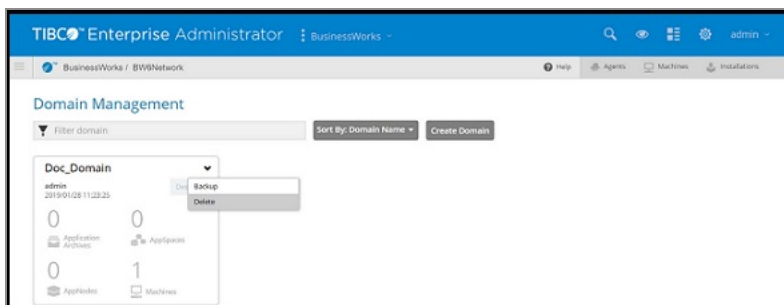 TIBCO™ Enterprise Administrator BusinessWorks admin
BusinessWorks / BW6Network Help Agents Machines Installations
Domain Management
Filter domain Sort By: Domain Name Create Domain
Doc_Domain
admin
2019/01/28 11:23:25
Backup
Delete
0 0
Application Archives AppSpaces
0 1
AppNodes Machines